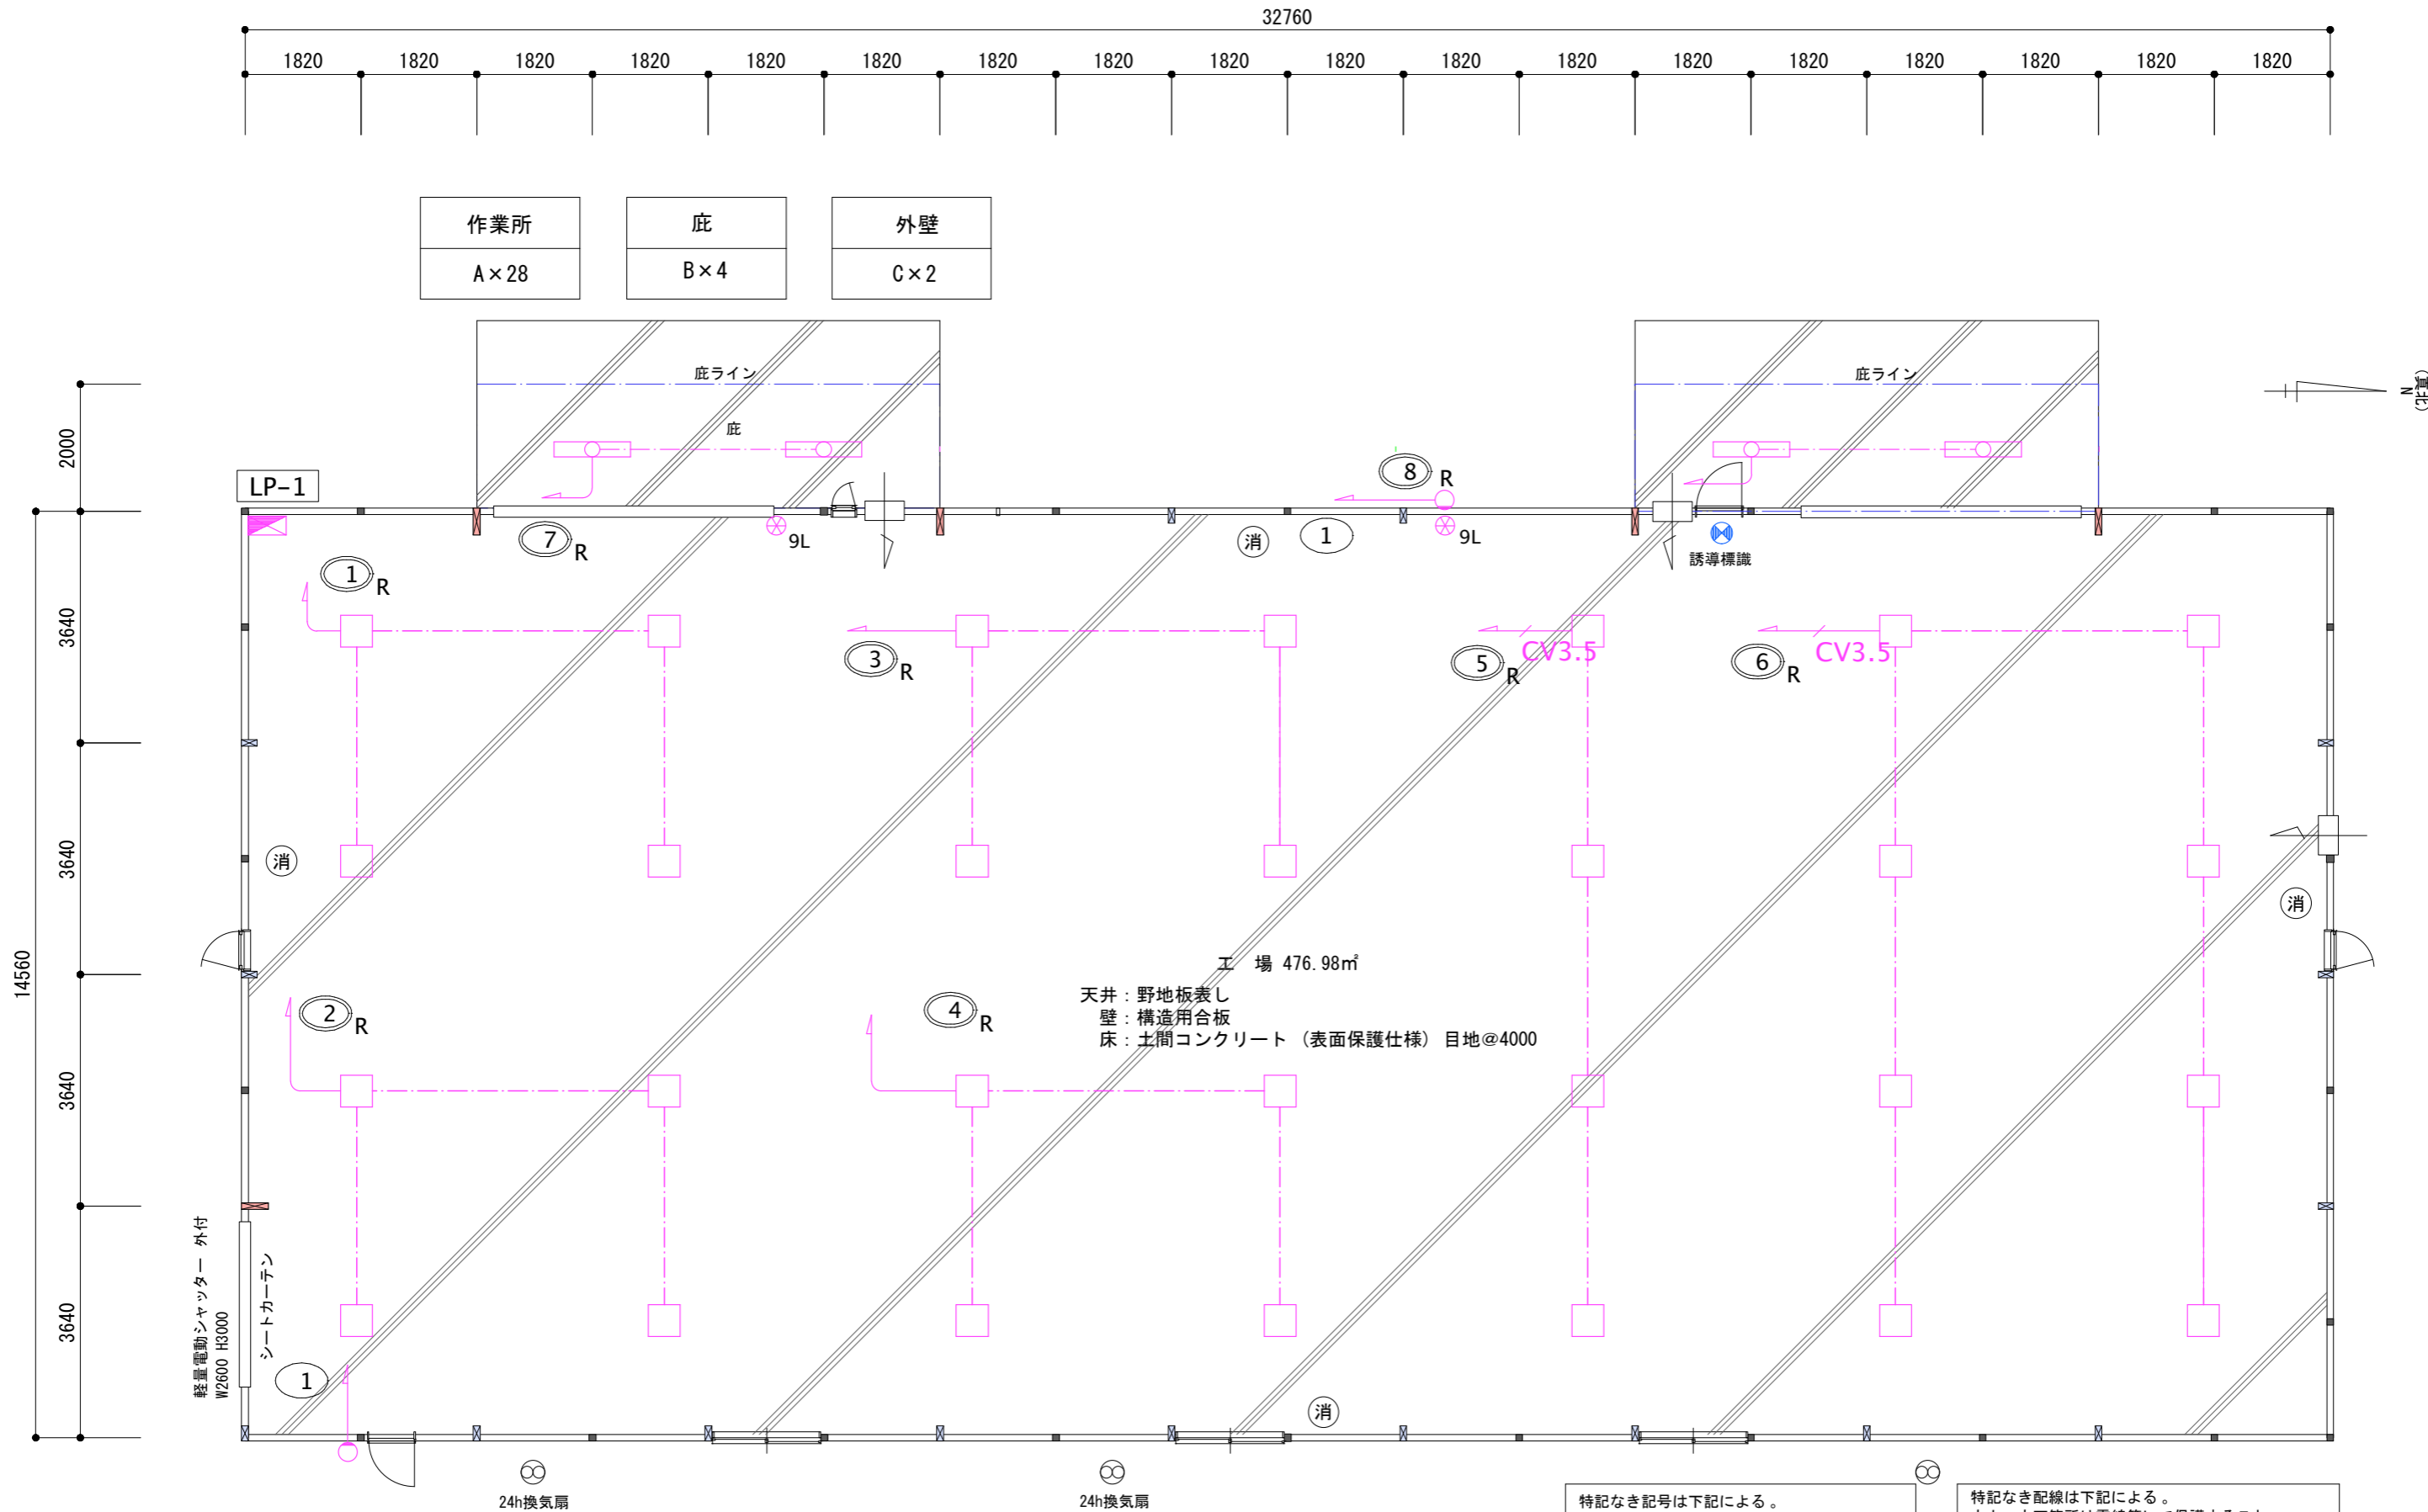 32760
1820 1820 1820 1820 1820 1820 1820 1820 1820 1820 1820 1820 1820 1820 1820 1820 1820 1820
作業所 庇 外壁
A×28 B×4 C×2
庇ライン 庇ライン
(真北)
N
庇
2000
8 R
LP-1
7 R
9L
消
1
9L
誘導標識
1 R
3640
3 R
5 R
CV3.5
6 R
CV3.5
消
3640
消
14560
工 場 476.98㎡
天井：野地板表し
壁：構造用合板
床：土間コンクリート（表面保護仕様）目地@4000
2 R
4 R
3640
3640
軽量電動シャッター 外付
W2600 H3000
シートカーテン
1
消
24h換気扇
24h換気扇
特記なき記号は下記による。
特記なき配線は下記による。